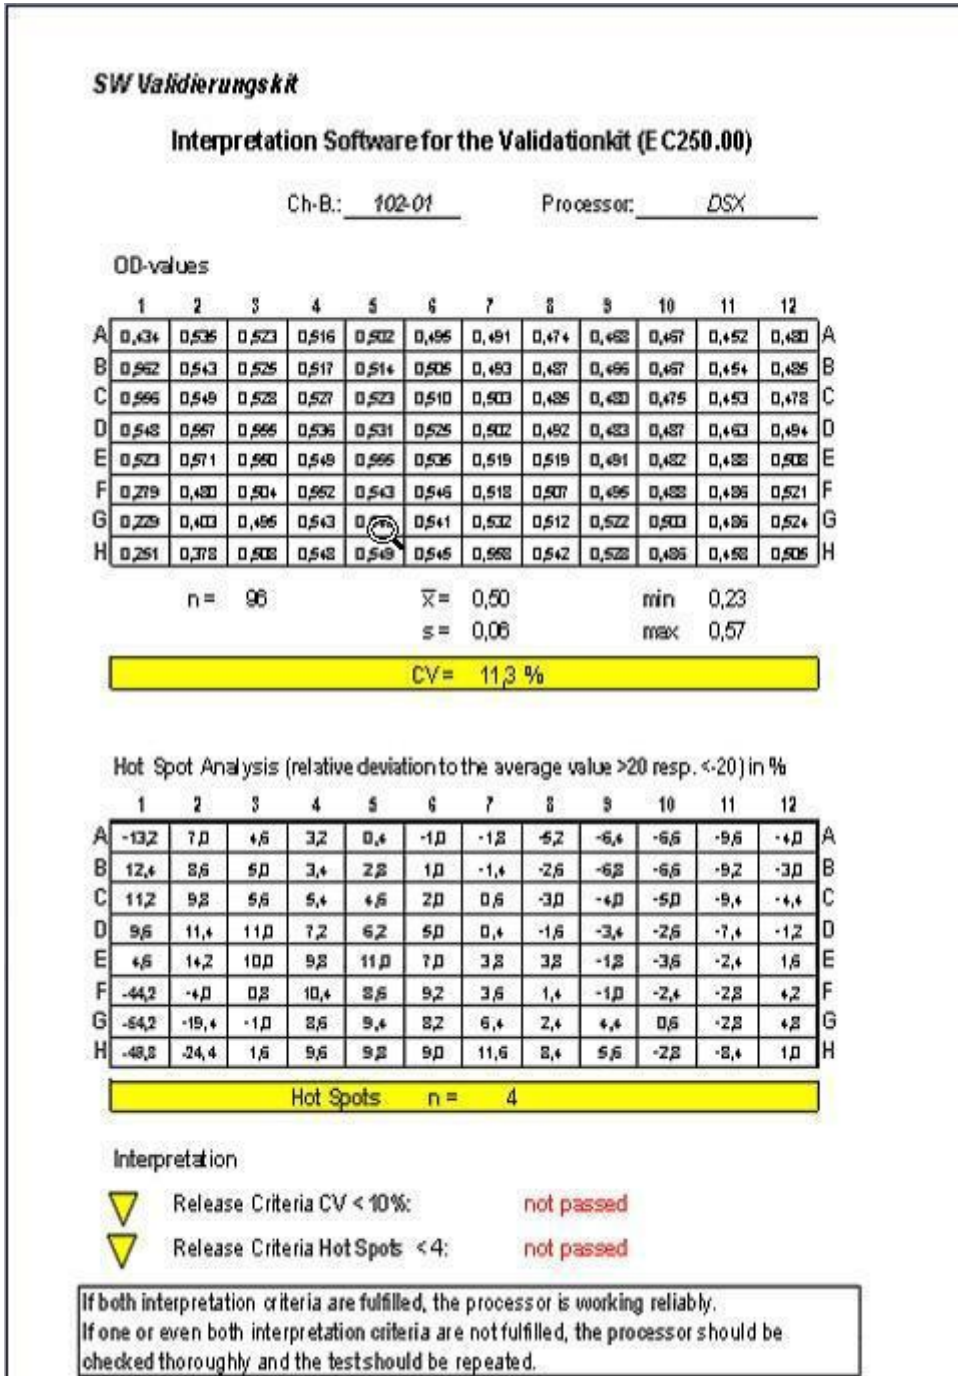 SW Validierungskit
Interpretation Software for the Validationkit (EC250.00)
Ch-B.: 102-01 Processor: DSX
OD-values
1 2 3 4 5 6 7 8 9 10 11 12
A 0,434 0,535 0,523 0,516 0,502 0,495 0,491 0,474 0,468 0,467 0,452 0,480 A
B 0,562 0,543 0,525 0,517 0,514 0,505 0,493 0,487 0,466 0,467 0,454 0,485 B
C 0,556 0,549 0,528 0,527 0,523 0,510 0,503 0,485 0,480 0,475 0,453 0,478 C
D 0,548 0,557 0,555 0,536 0,531 0,525 0,502 0,492 0,483 0,487 0,463 0,494 D
E 0,523 0,571 0,550 0,549 0,555 0,535 0,519 0,519 0,491 0,482 0,488 0,508 E
F 0,279 0,480 0,504 0,552 0,543 0,546 0,518 0,507 0,495 0,488 0,486 0,521 F
G 0,229 0,403 0,495 0,543 0,541 0,532 0,512 0,522 0,503 0,486 0,524 G
H 0,251 0,378 0,508 0,548 0,549 0,545 0,558 0,542 0,528 0,486 0,458 0,505 H
n = 96 x̅ = 0,50 min 0,23
s = 0,06 max 0,57
CV = 11,3 %
Hot Spot Analysis (relative deviation to the average value >20 resp. <-20) in %
1 2 3 4 5 6 7 8 9 10 11 12
A -13,2 7,0 4,6 3,2 0,4 -1,0 -1,8 -5,2 -6,4 -6,6 -9,6 -4,0 A
B 12,4 8,6 5,0 3,4 2,8 1,0 -1,4 -2,6 -6,8 -6,6 -9,2 -3,0 B
C 11,2 9,8 5,6 5,4 4,6 2,0 0,6 -3,0 -4,0 -5,0 -9,4 -4,4 C
D 9,6 11,4 11,0 7,2 6,2 5,0 0,4 -1,6 -3,4 -2,6 -7,4 -1,2 D
E 4,6 14,2 10,0 9,8 11,0 7,0 3,8 3,8 -1,8 -3,6 -2,4 1,6 E
F -44,2 -4,0 0,8 10,4 8,6 9,2 3,6 1,4 -1,0 -2,4 -2,8 4,2 F
G -54,2 -19,4 -1,0 8,6 9,4 8,2 6,4 2,4 4,4 0,6 -2,8 4,8 G
H -49,8 -24,4 1,6 9,6 9,8 9,0 11,6 8,4 5,6 -2,8 -8,4 1,0 H
Hot Spots n = 4
Interpretation
Release Criteria CV < 10%: not passed
Release Criteria Hot Spots < 4: not passed
If both interpretation criteria are fulfilled, the processor is working reliably.
If one or even both interpretation criteria are not fulfilled, the processor should be
checked thoroughly and the test should be repeated.